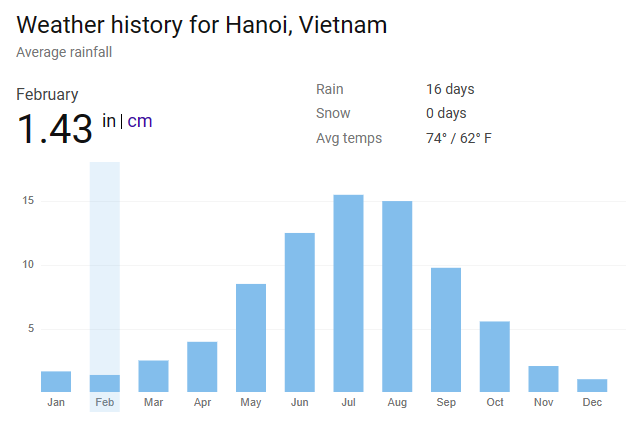 Weather history for Hanoi, Vietnam
Average rainfall
February
1.43 in | cm
Rain 16 days
Snow 0 days
Avg temps 74° / 62° F
15
10
5
Jan Feb Mar Apr May Jun Jul Aug Sep Oct Nov Dec